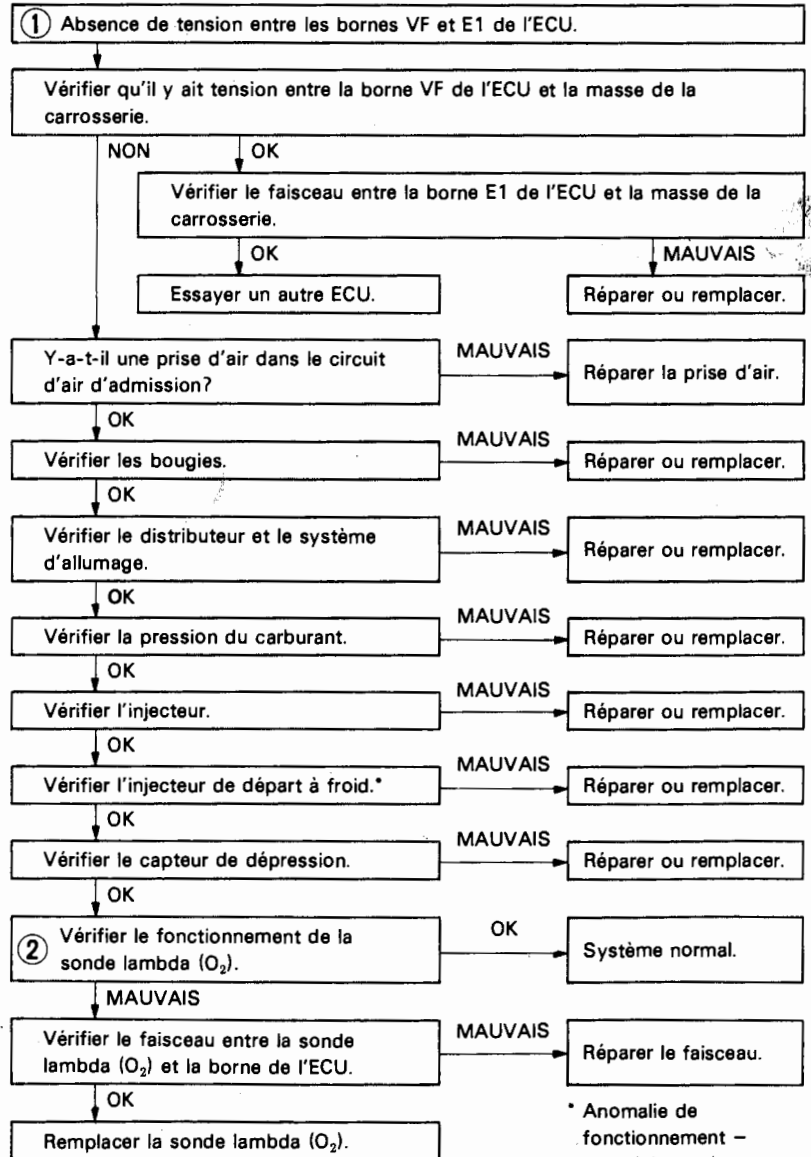 ① Absence de tension entre les bornes VF et E1 de l'ECU.
Vérifier qu'il y ait tension entre la borne VF de l'ECU et la masse de la
carrosserie.
NON
OK
Vérifier le faisceau entre la borne E1 de l'ECU et la masse de la
carrosserie.
OK
MAUVAIS
Essayer un autre ECU.
Réparer ou remplacer.
Y-a-t-il une prise d'air dans le circuit
d'air d'admission?
MAUVAIS
Réparer la prise d'air.
OK
Vérifier les bougies.
MAUVAIS
Réparer ou remplacer.
OK
Vérifier le distributeur et le système
d'allumage.
MAUVAIS
Réparer ou remplacer.
OK
Vérifier la pression du carburant.
MAUVAIS
Réparer ou remplacer.
OK
Vérifier l'injecteur.
MAUVAIS
Réparer ou remplacer.
OK
Vérifier l'injecteur de départ à froid.*
MAUVAIS
Réparer ou remplacer.
OK
Vérifier le capteur de dépression.
MAUVAIS
Réparer ou remplacer.
OK
② Vérifier le fonctionnement de la
sonde lambda (O₂).
OK
Système normal.
MAUVAIS
Vérifier le faisceau entre la sonde
lambda (O₂) et la borne de l'ECU.
MAUVAIS
Réparer le faisceau.
OK
Remplacer la sonde lambda (O₂).
* Anomalie de
fonctionnement –